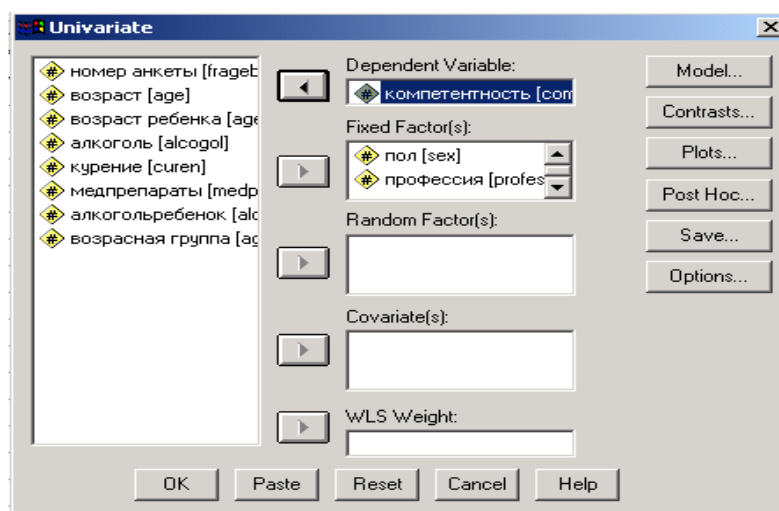 Univariate
номер анкеты [frageb
возраст [age]
возраст ребенка [age
алкоголь [alcogol]
курение [curen]
медпрепараты [medp
алкогольребенок [alc
возрасная группа [ag
Dependent Variable:
компетентность [com
Fixed Factor(s):
пол [sex]
профессия [profes
Random Factor(s):
Covariate(s):
WLS Weight:
Model...
Contrasts...
Plots...
Post Hoc...
Save...
Options...
OK
Paste
Reset
Cancel
Help